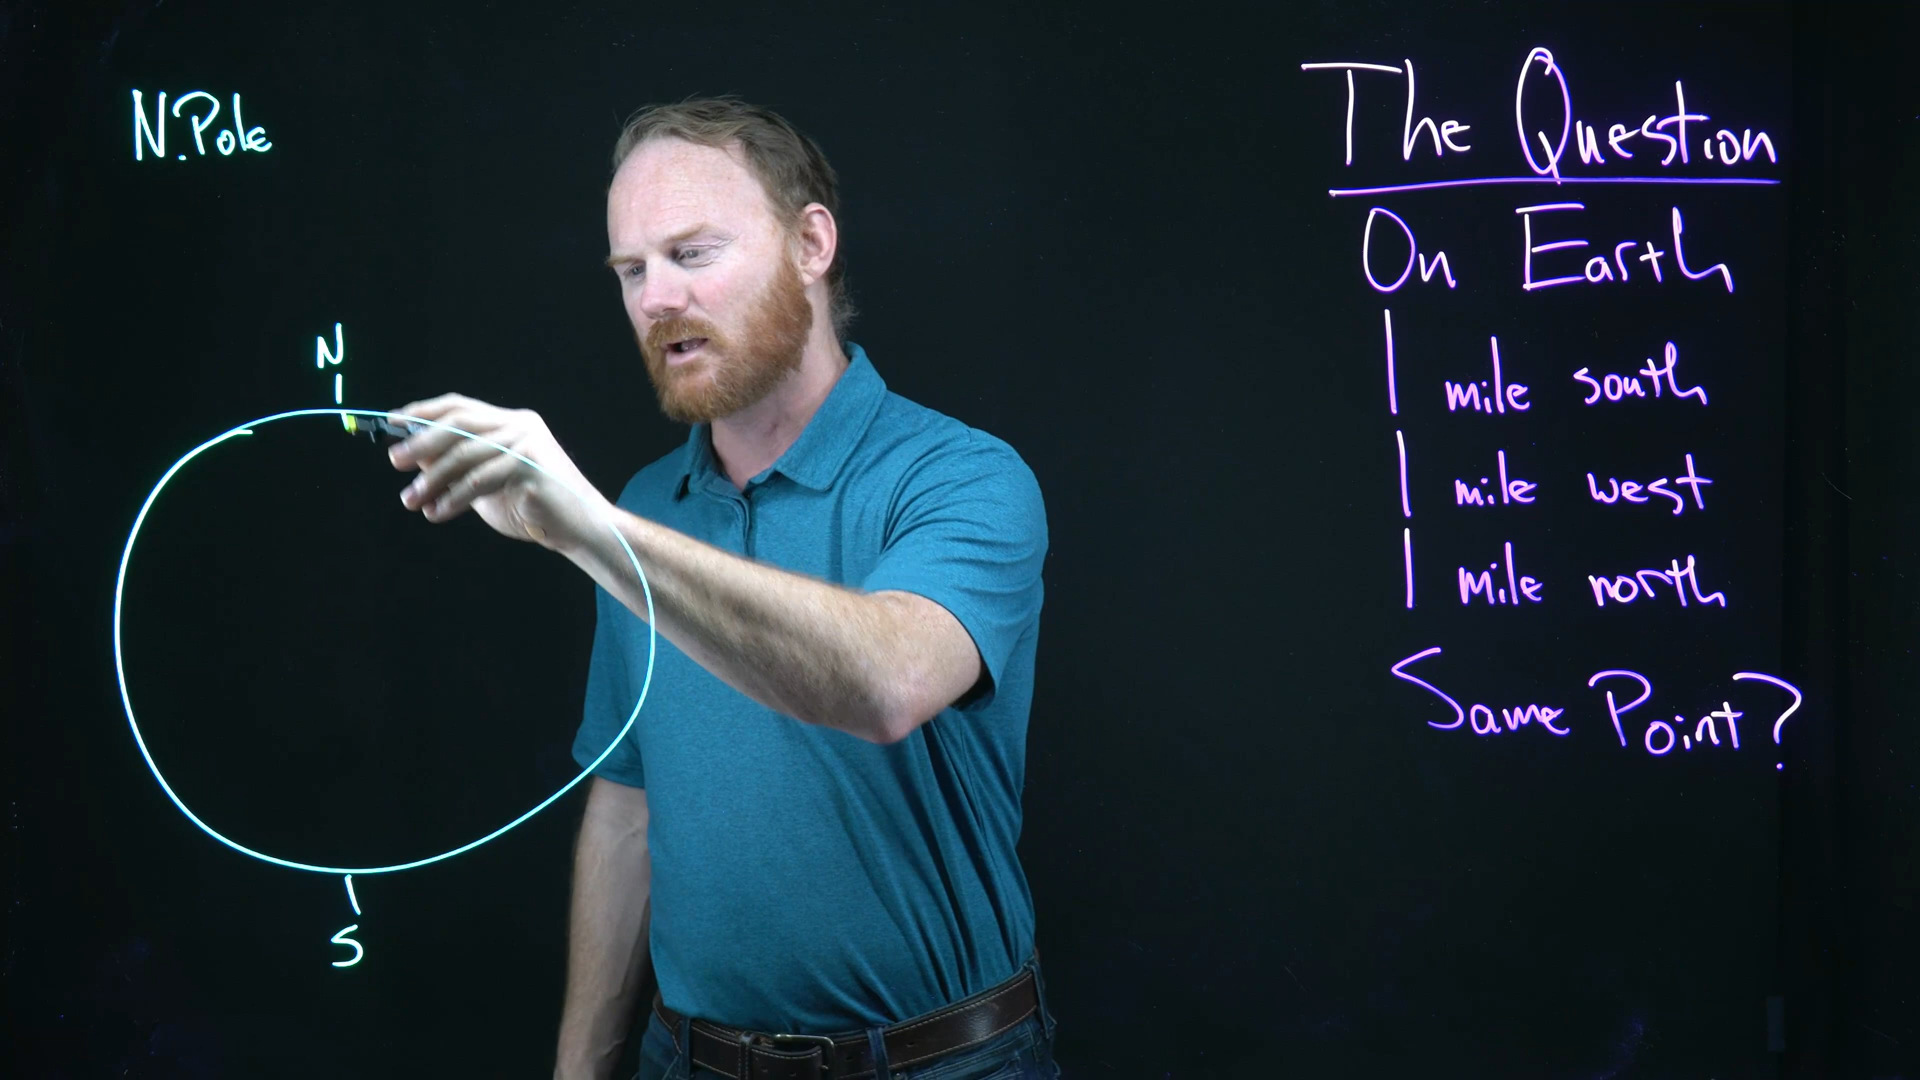 N.Pole
N
S
The Question
On Earth
1 mile south
1 mile west
1 mile north
Same Point?